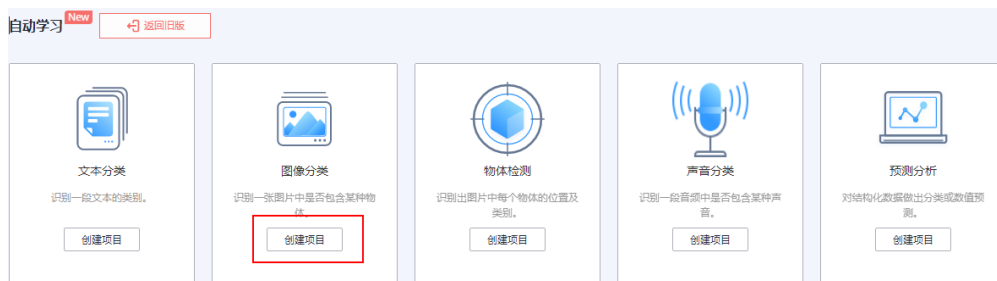 自动学习 New 返回旧版
文本分类
识别一段文本的类别。
创建项目
图像分类
识别一张图片中是否包含某种物
体。
创建项目
物体检测
识别出图片中每个物体的位置及
类别。
创建项目
声音分类
识别一段音频中是否包含某种声
音。
创建项目
预测分析
对结构化数据做出分类或数值预
测。
创建项目